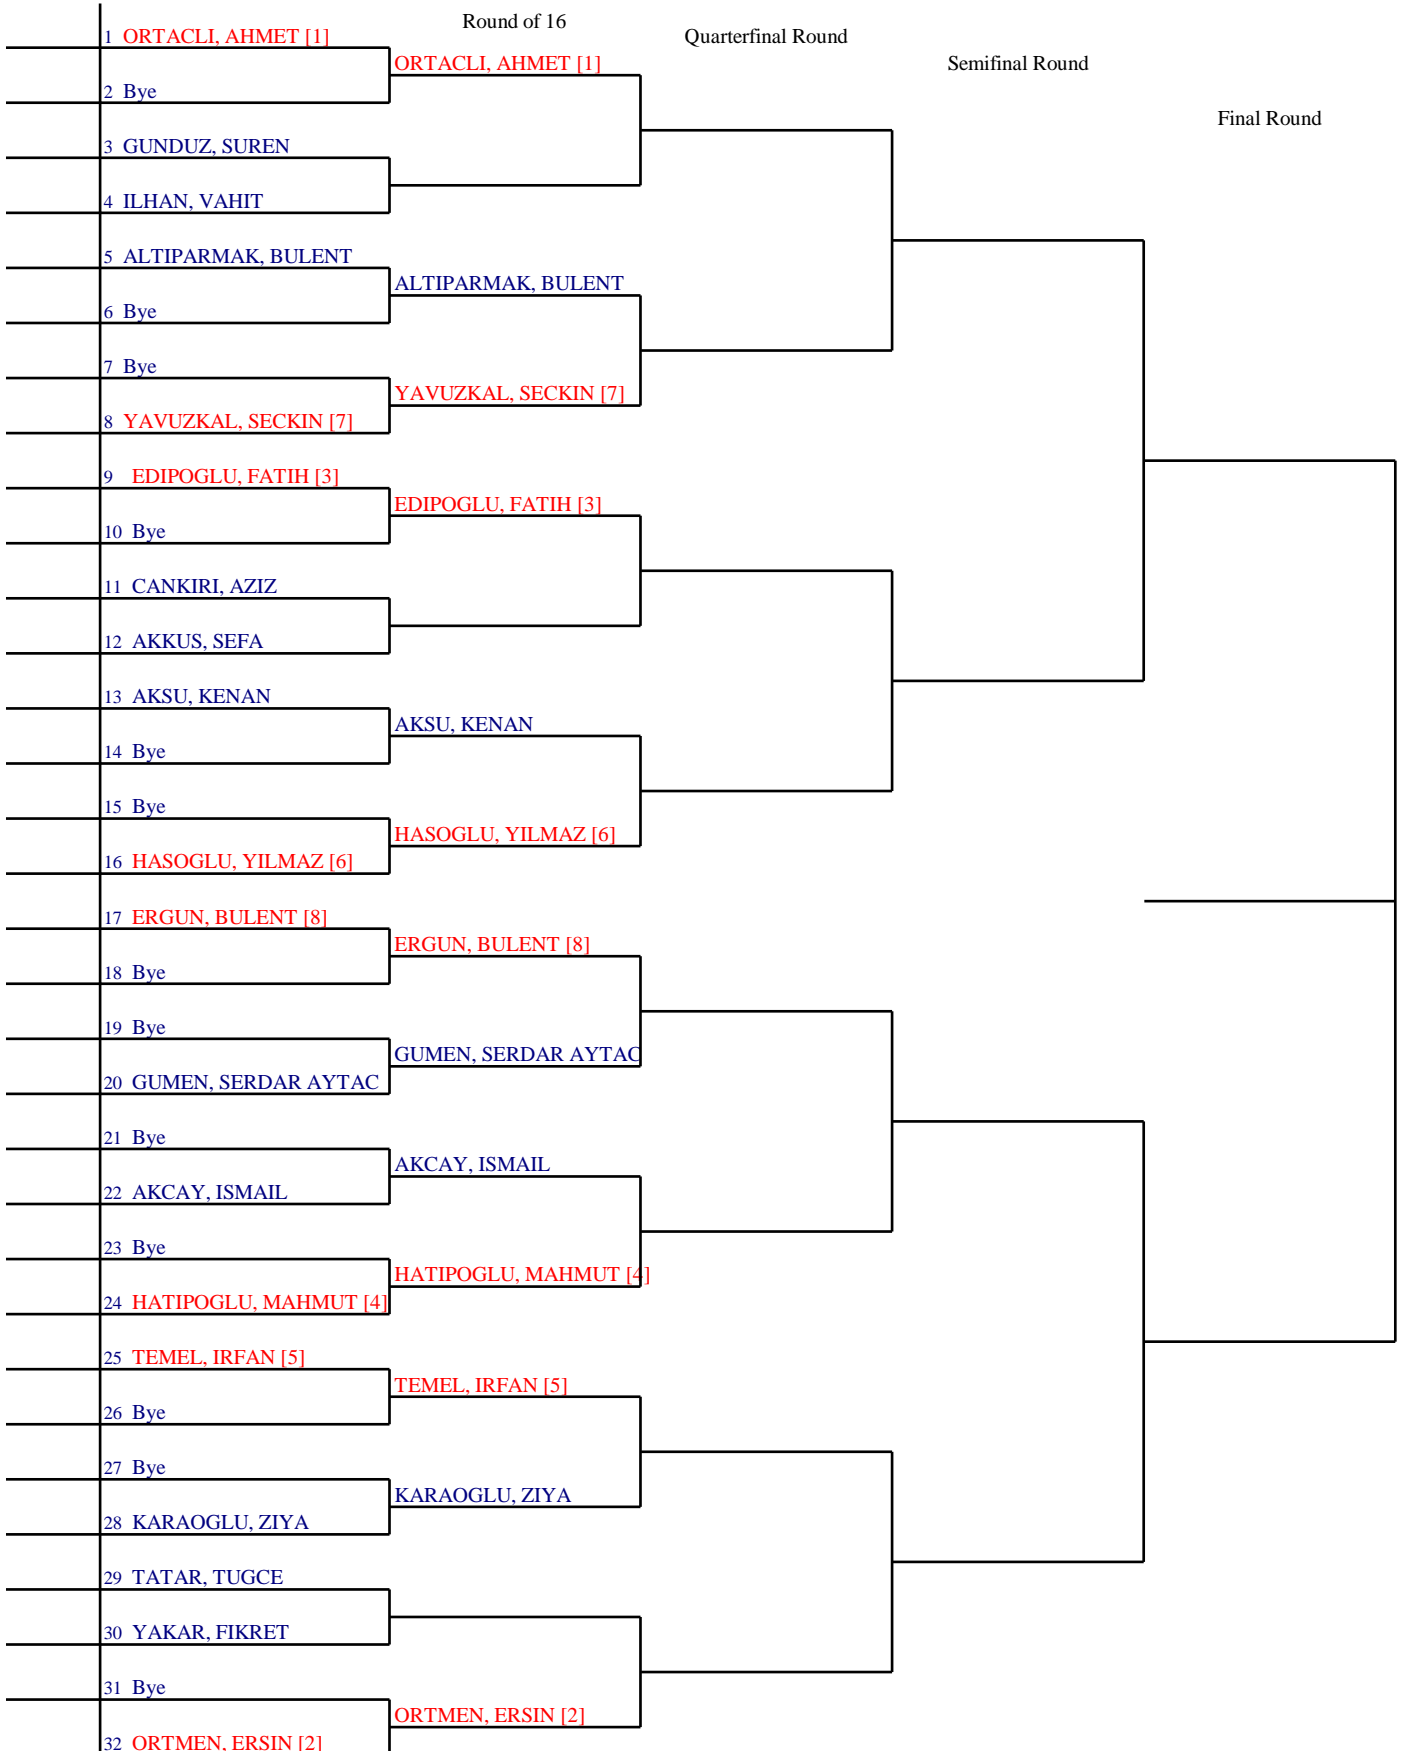 Round of 16
Quarterfinal Round
Semifinal Round
Final Round
1 ORTACLI, AHMET [1]
ORTACLI, AHMET [1]
2 Bye
3 GUNDUZ, SUREN
4 ILHAN, VAHIT
5 ALTIPARMAK, BULENT
ALTIPARMAK, BULENT
6 Bye
7 Bye
YAVUZKAL, SECKIN [7]
8 YAVUZKAL, SECKIN [7]
9 EDIPOGLU, FATIH [3]
EDIPOGLU, FATIH [3]
10 Bye
11 CANKIRI, AZIZ
12 AKKUS, SEFA
13 AKSU, KENAN
AKSU, KENAN
14 Bye
15 Bye
HASOGLU, YILMAZ [6]
16 HASOGLU, YILMAZ [6]
17 ERGUN, BULENT [8]
ERGUN, BULENT [8]
18 Bye
19 Bye
GUMEN, SERDAR AYTAC
20 GUMEN, SERDAR AYTAC
21 Bye
AKCAY, ISMAIL
22 AKCAY, ISMAIL
23 Bye
HATIPOGLU, MAHMUT [4]
24 HATIPOGLU, MAHMUT [4]
25 TEMEL, IRFAN [5]
TEMEL, IRFAN [5]
26 Bye
27 Bye
KARAOGLU, ZIYA
28 KARAOGLU, ZIYA
29 TATAR, TUGCE
30 YAKAR, FIKRET
31 Bye
ORTMEN, ERSIN [2]
32 ORTMEN, ERSIN [2]